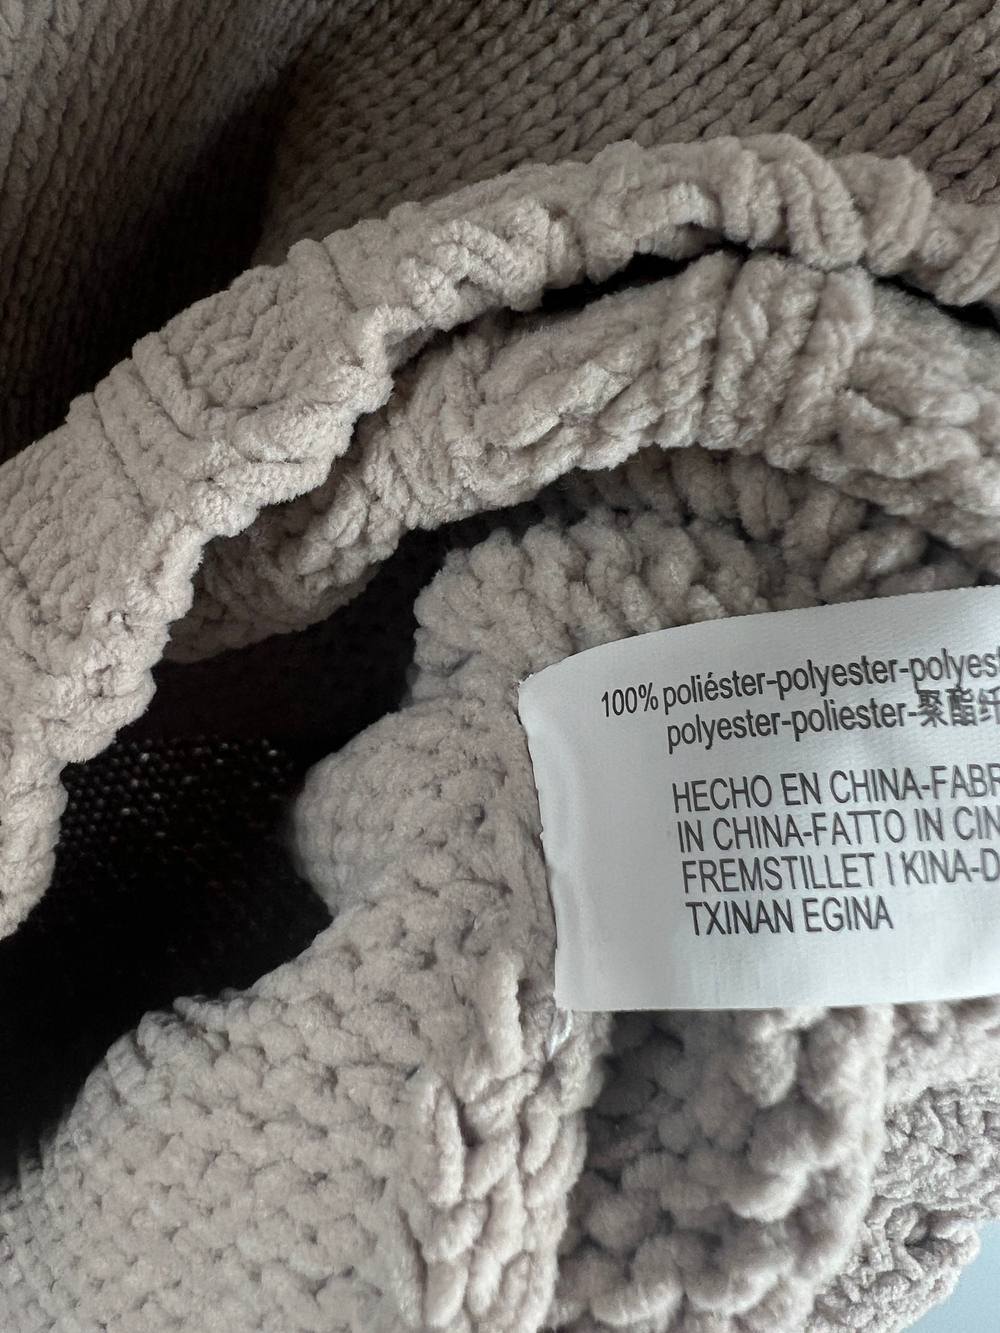 100% poliéster-polyester-polyest
polyester-poliester-聚酯纤
HECHO EN CHINA-FABR
IN CHINA-FATTO IN CIN
FREMSTILLET I KINA-D
TXINAN EGINA